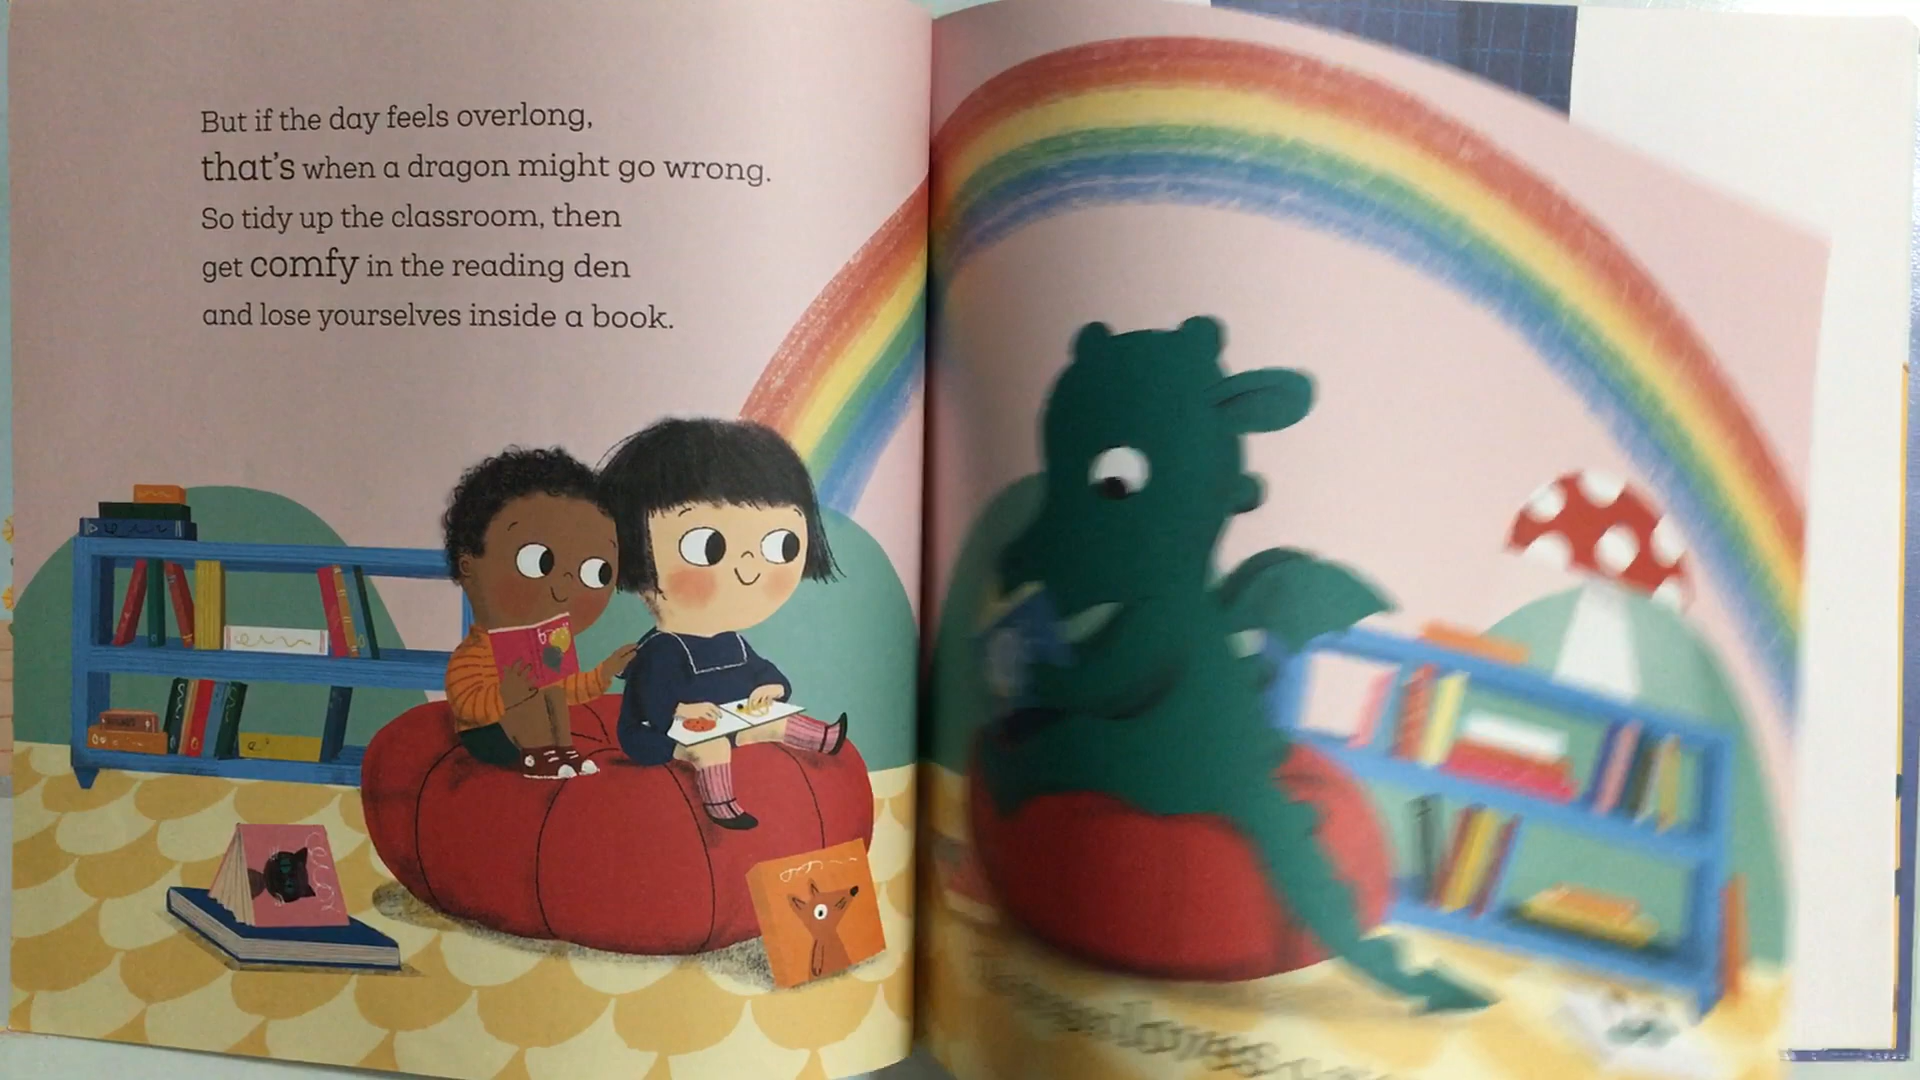 But if the day feels overlong,
that's when a dragon might go wrong.
So tidy up the classroom, then
get comfy in the reading den
and lose yourselves inside a book.